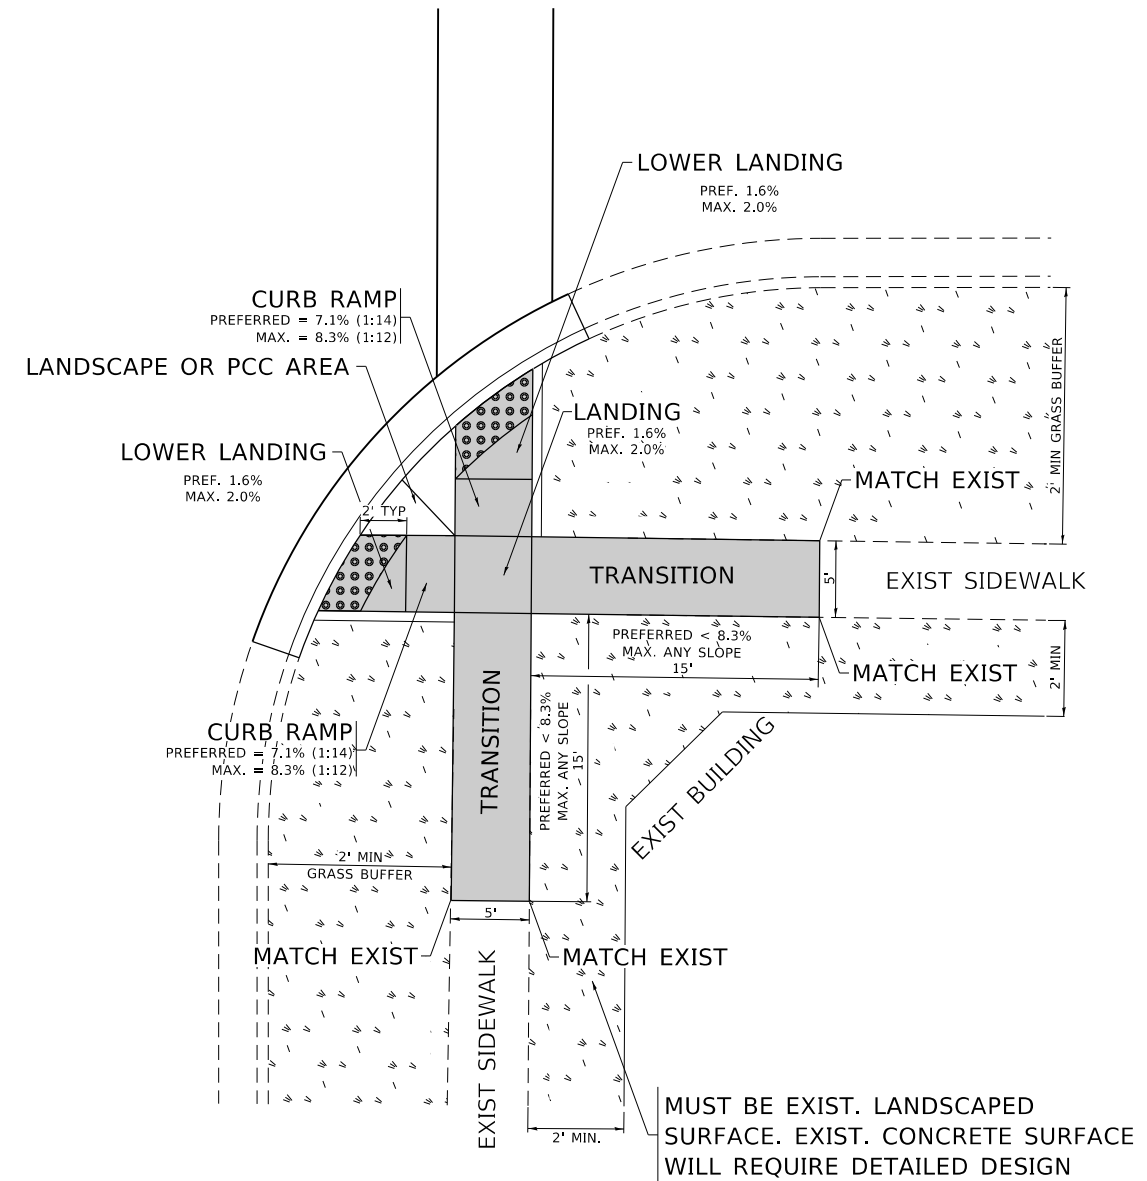 LOWER LANDING
PREF. 1.6%
MAX. 2.0%
CURB RAMP
PREFERRED = 7.1% (1:14)
MAX. = 8.3% (1:12)
LANDSCAPE OR PCC AREA
LANDING
PREF. 1.6%
MAX. 2.0%
LOWER LANDING
PREF. 1.6%
MAX. 2.0%
2' TYP
2' MIN GRASS BUFFER
MATCH EXIST
TRANSITION
5'
EXIST SIDEWALK
PREFERRED < 8.3%
MAX. ANY SLOPE
15'
MATCH EXIST
2' MIN
CURB RAMP
PREFERRED = 7.1% (1:14)
MAX. = 8.3% (1:12)
TRANSITION
PREFERRED < 8.3%
MAX. ANY SLOPE
15'
EXIST BUILDING
2' MIN
GRASS BUFFER
5'
MATCH EXIST
MATCH EXIST
EXIST SIDEWALK
2' MIN.
MUST BE EXIST. LANDSCAPED
SURFACE. EXIST. CONCRETE SURFACE
WILL REQUIRE DETAILED DESIGN